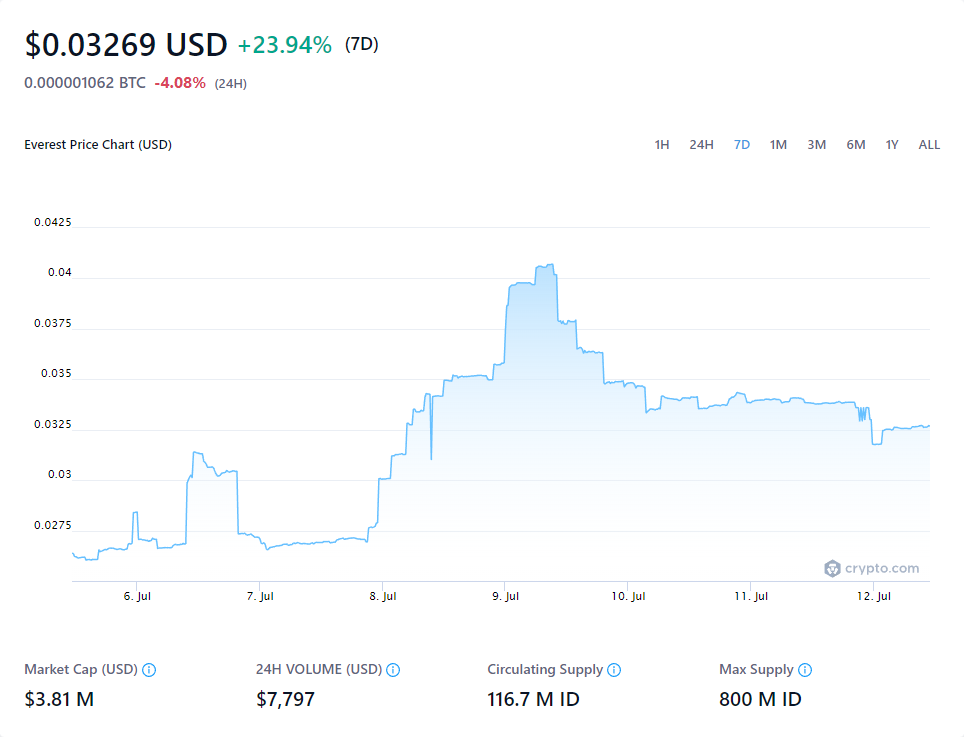 $0.03269 USD +23.94% (7D)
0.000001062 BTC -4.08% (24H)
Everest Price Chart (USD) 1H 24H 7D 1M 3M 6M 1Y ALL
0.0425
0.04
0.0375
0.035
0.0325
0.03
0.0275
crypto.com
6. Jul 7. Jul 8. Jul 9. Jul 10. Jul 11. Jul 12. Jul
Market Cap (USD) 24H VOLUME (USD) Circulating Supply Max Supply
$3.81 M $7,797 116.7 M ID 800 M ID